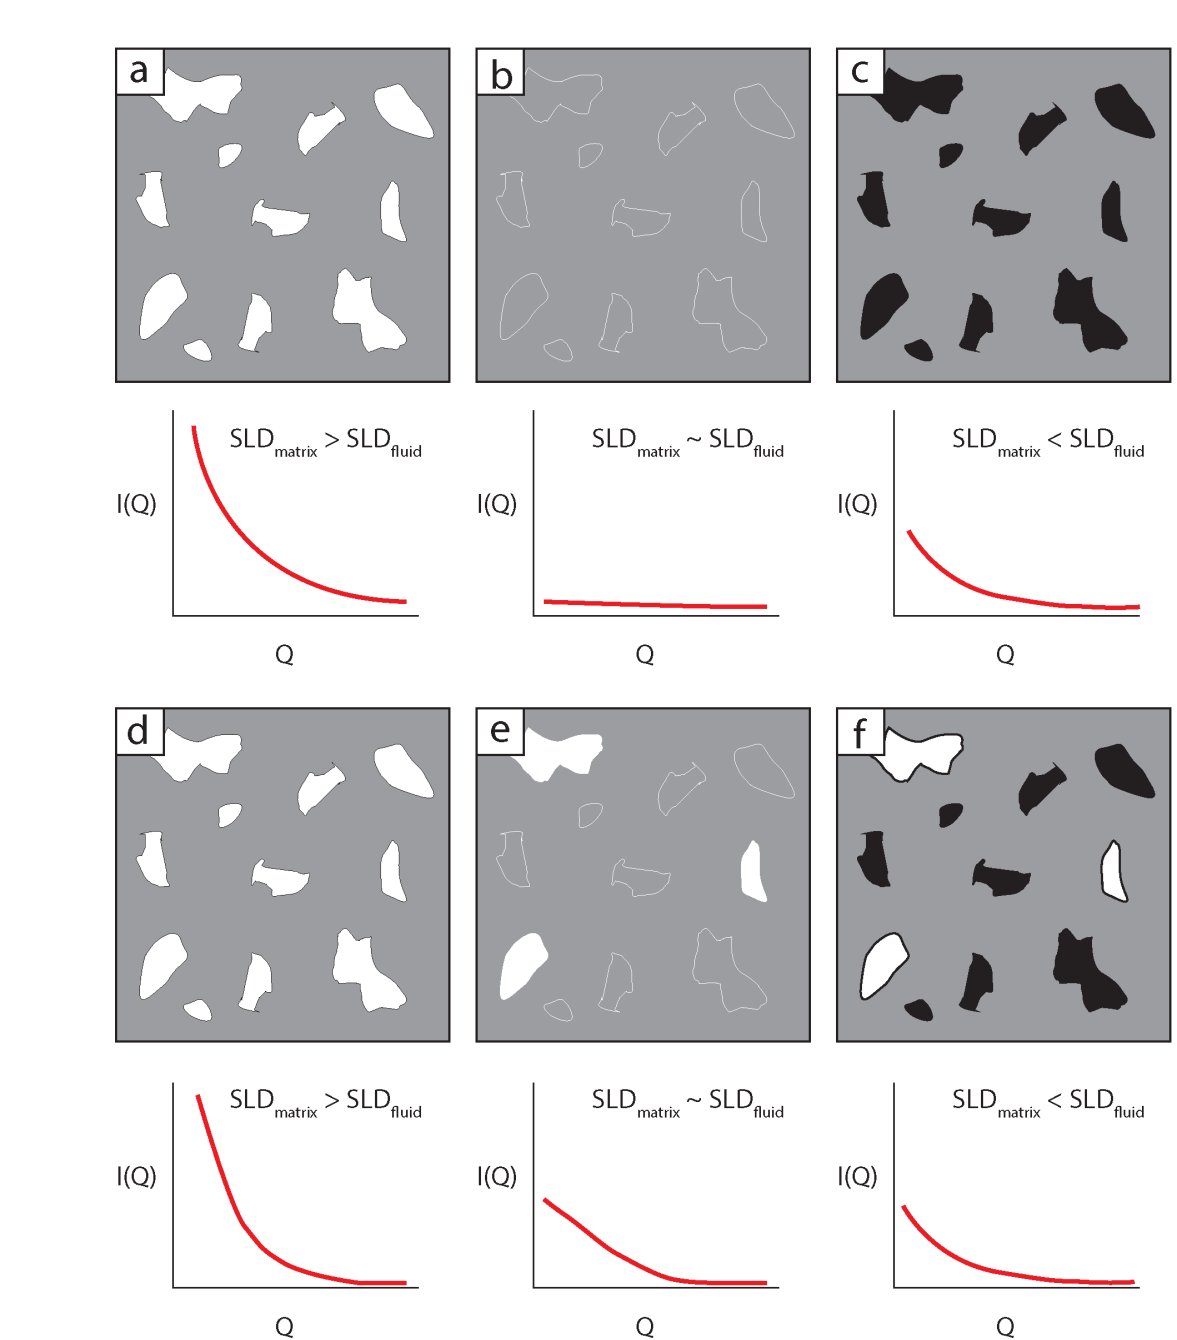 a b c
SLDmatrix > SLDfluid SLDmatrix ~ SLDfluid SLDmatrix < SLDfluid
I(Q) I(Q) I(Q)
Q Q Q
d e f
SLDmatrix > SLDfluid SLDmatrix ~ SLDfluid SLDmatrix < SLDfluid
I(Q) I(Q) I(Q)
Q Q Q